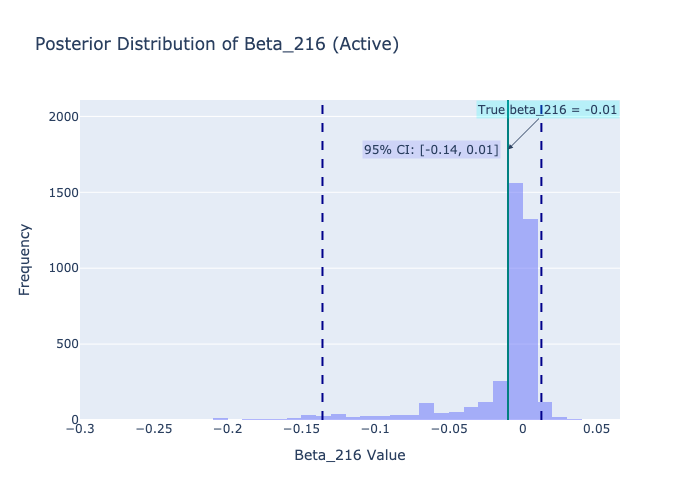 Posterior Distribution of Beta_216 (Active)
True beta_216 = -0.01
95% CI: [-0.14, 0.01]
Frequency
2000
1500
1000
500
0
−0.3
−0.25
−0.2
−0.15
−0.1
−0.05
0
0.05
Beta_216 Value